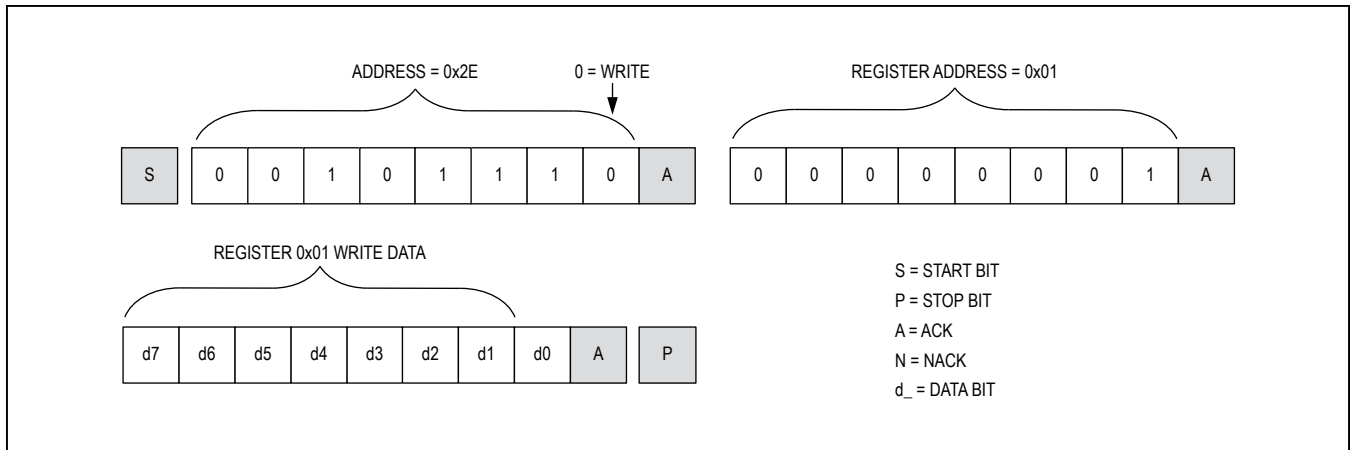 ADDRESS = 0x2E 0 = WRITE REGISTER ADDRESS = 0x01
S 0 0 1 0 1 1 1 0 A 0 0 0 0 0 0 0 1 A
REGISTER 0x01 WRITE DATA
d7 d6 d5 d4 d3 d2 d1 d0 A P
S = START BIT
P = STOP BIT
A = ACK
N = NACK
d_ = DATA BIT